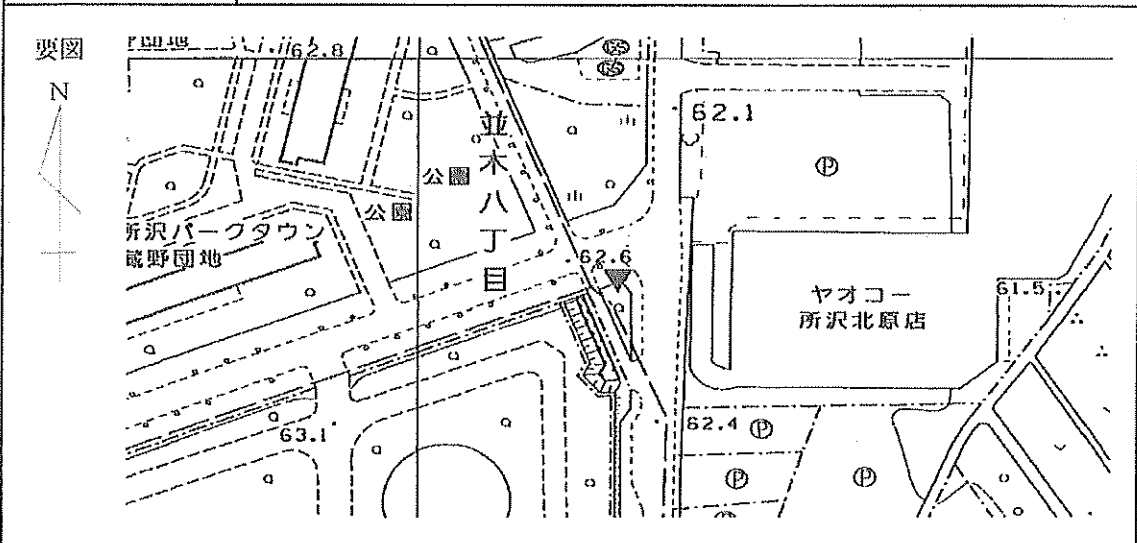 要図
N
62.8
62.1
並木八丁目
公園
公園
所沢パークタウン
蔵野団地
62.6
ヤオコー
所沢北原店
61.5
63.1
62.4
P
P
P
P